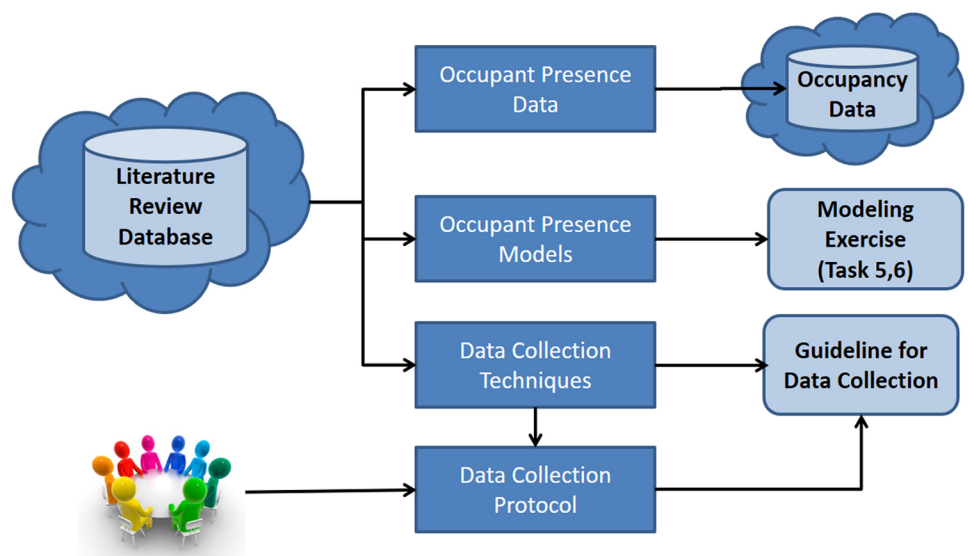 Occupant Presence
Data
Occupancy
Data
Literature
Review
Database
Occupant Presence
Models
Modeling
Exercise
(Task 5,6)
Data Collection
Techniques
Guideline for
Data Collection
Data Collection
Protocol